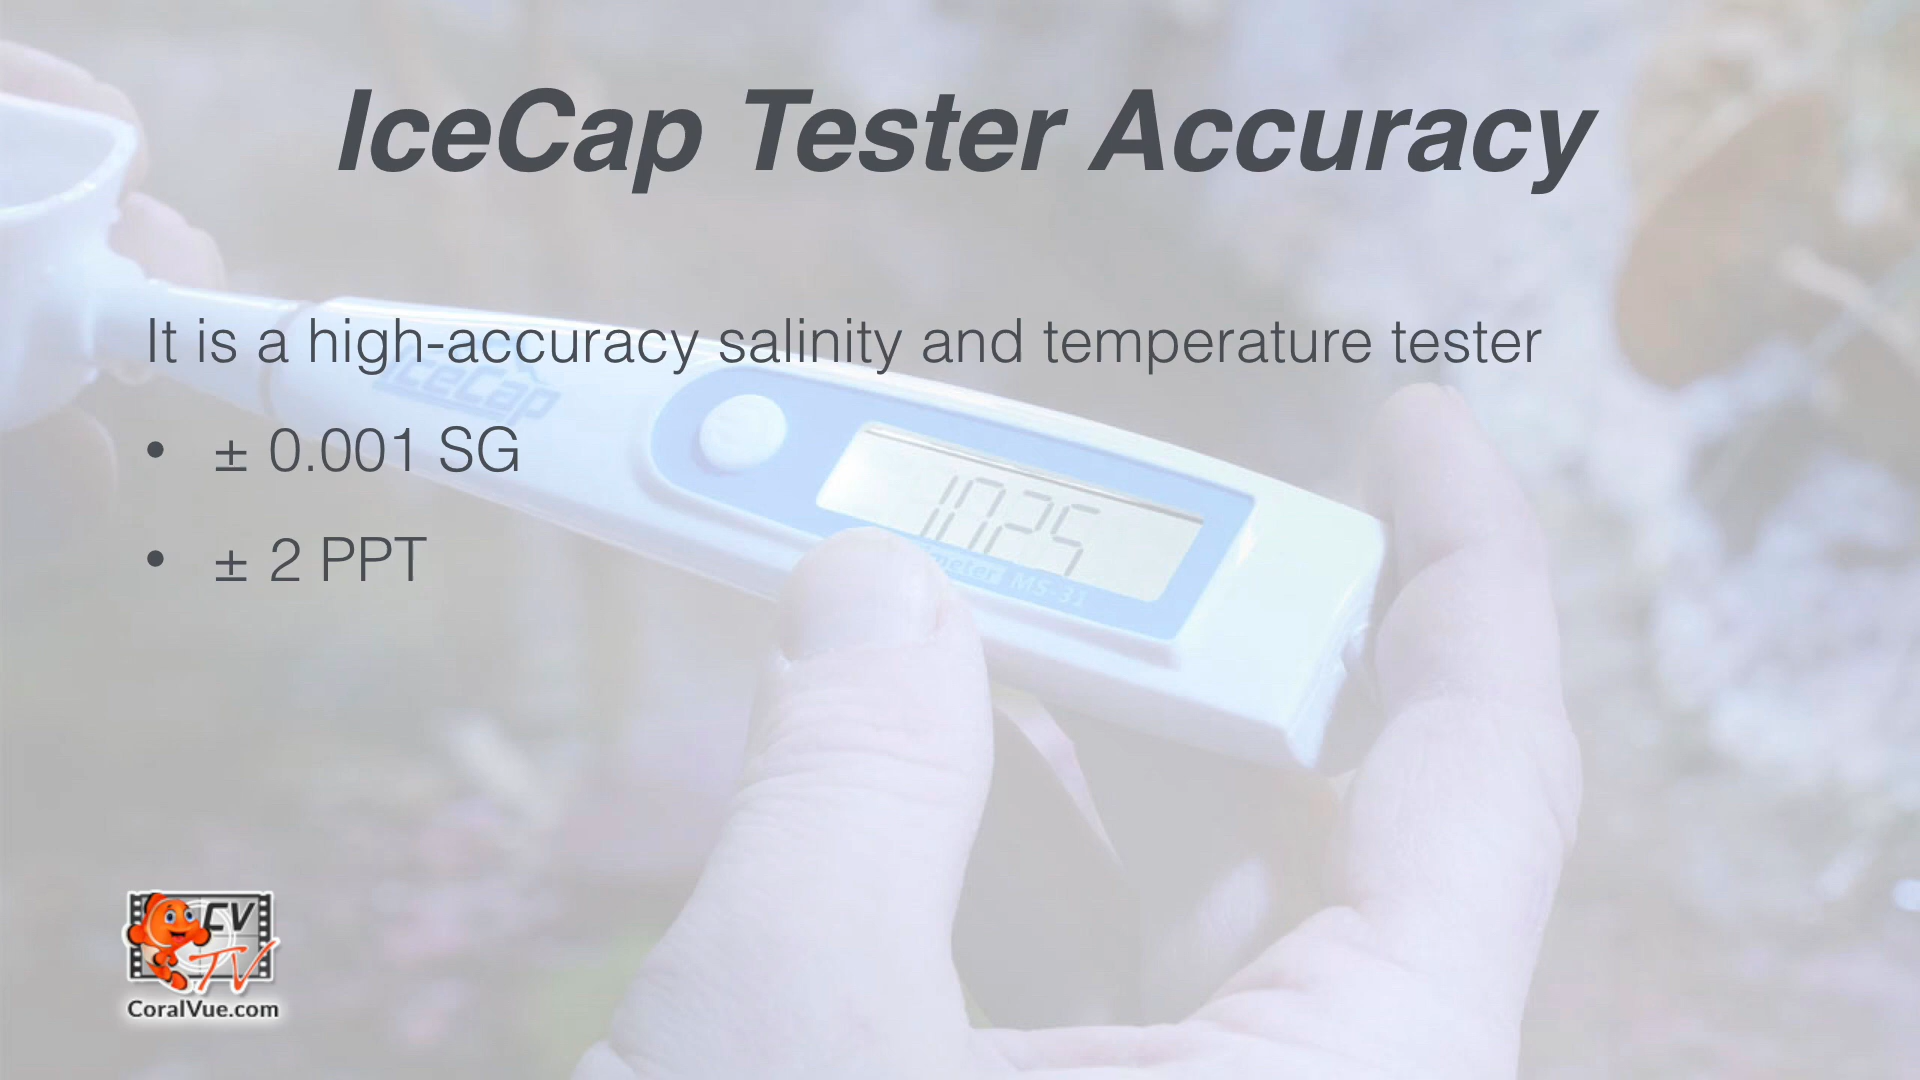 IceCap Tester Accuracy
It is a high-accuracy salinity and temperature tester
IceCap
• ± 0.001 SG
1025
• ± 2 PPT
MS-31
CV
TV
CoralVue.com